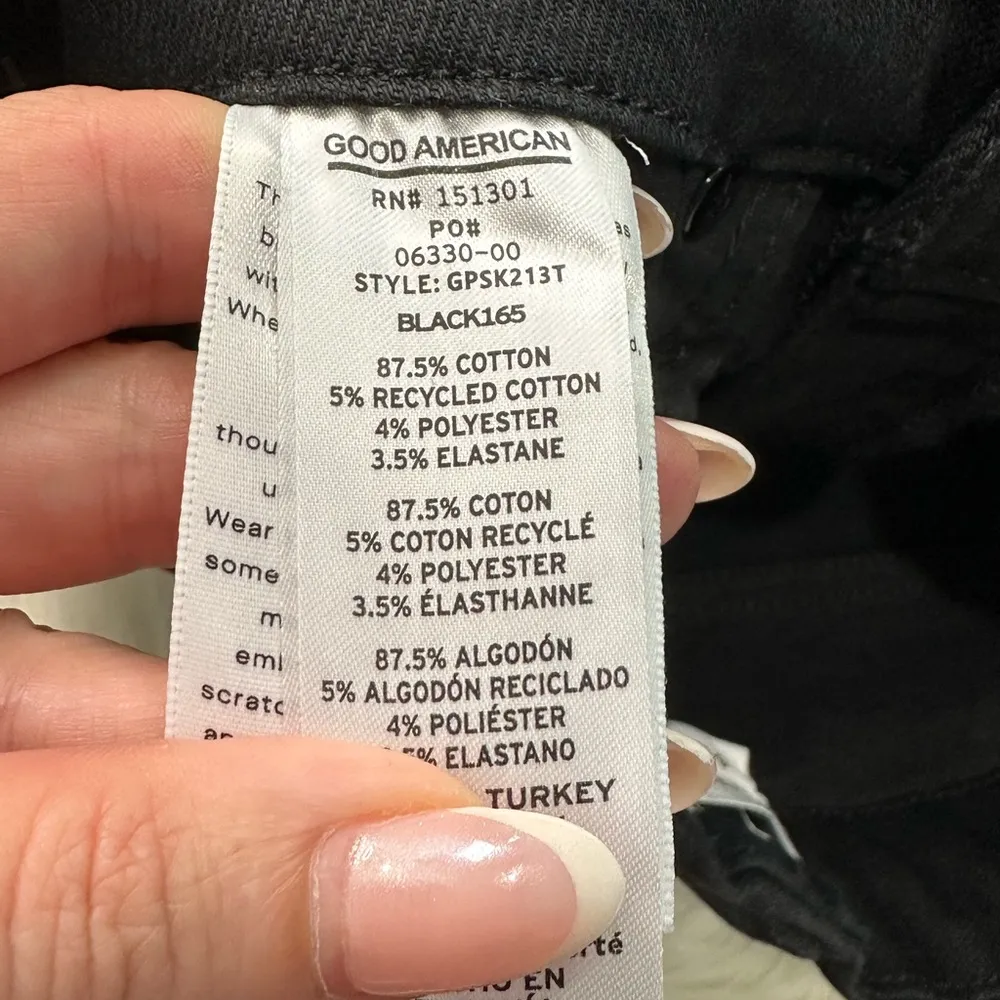 GOOD AMERICAN
RN# 151301
PO#
06330-00
STYLE: GPSK213T
BLACK165
87.5% COTTON
5% RECYCLED COTTON
4% POLYESTER
3.5% ELASTANE
87.5% COTON
5% COTON RECYCLÉ
4% POLYESTER
3.5% ÉLASTHANNE
87.5% ALGODÓN
5% ALGODÓN RECICLADO
4% POLIÉSTER
5% ELASTANO
TURKEY
EN
thou
Wear
some